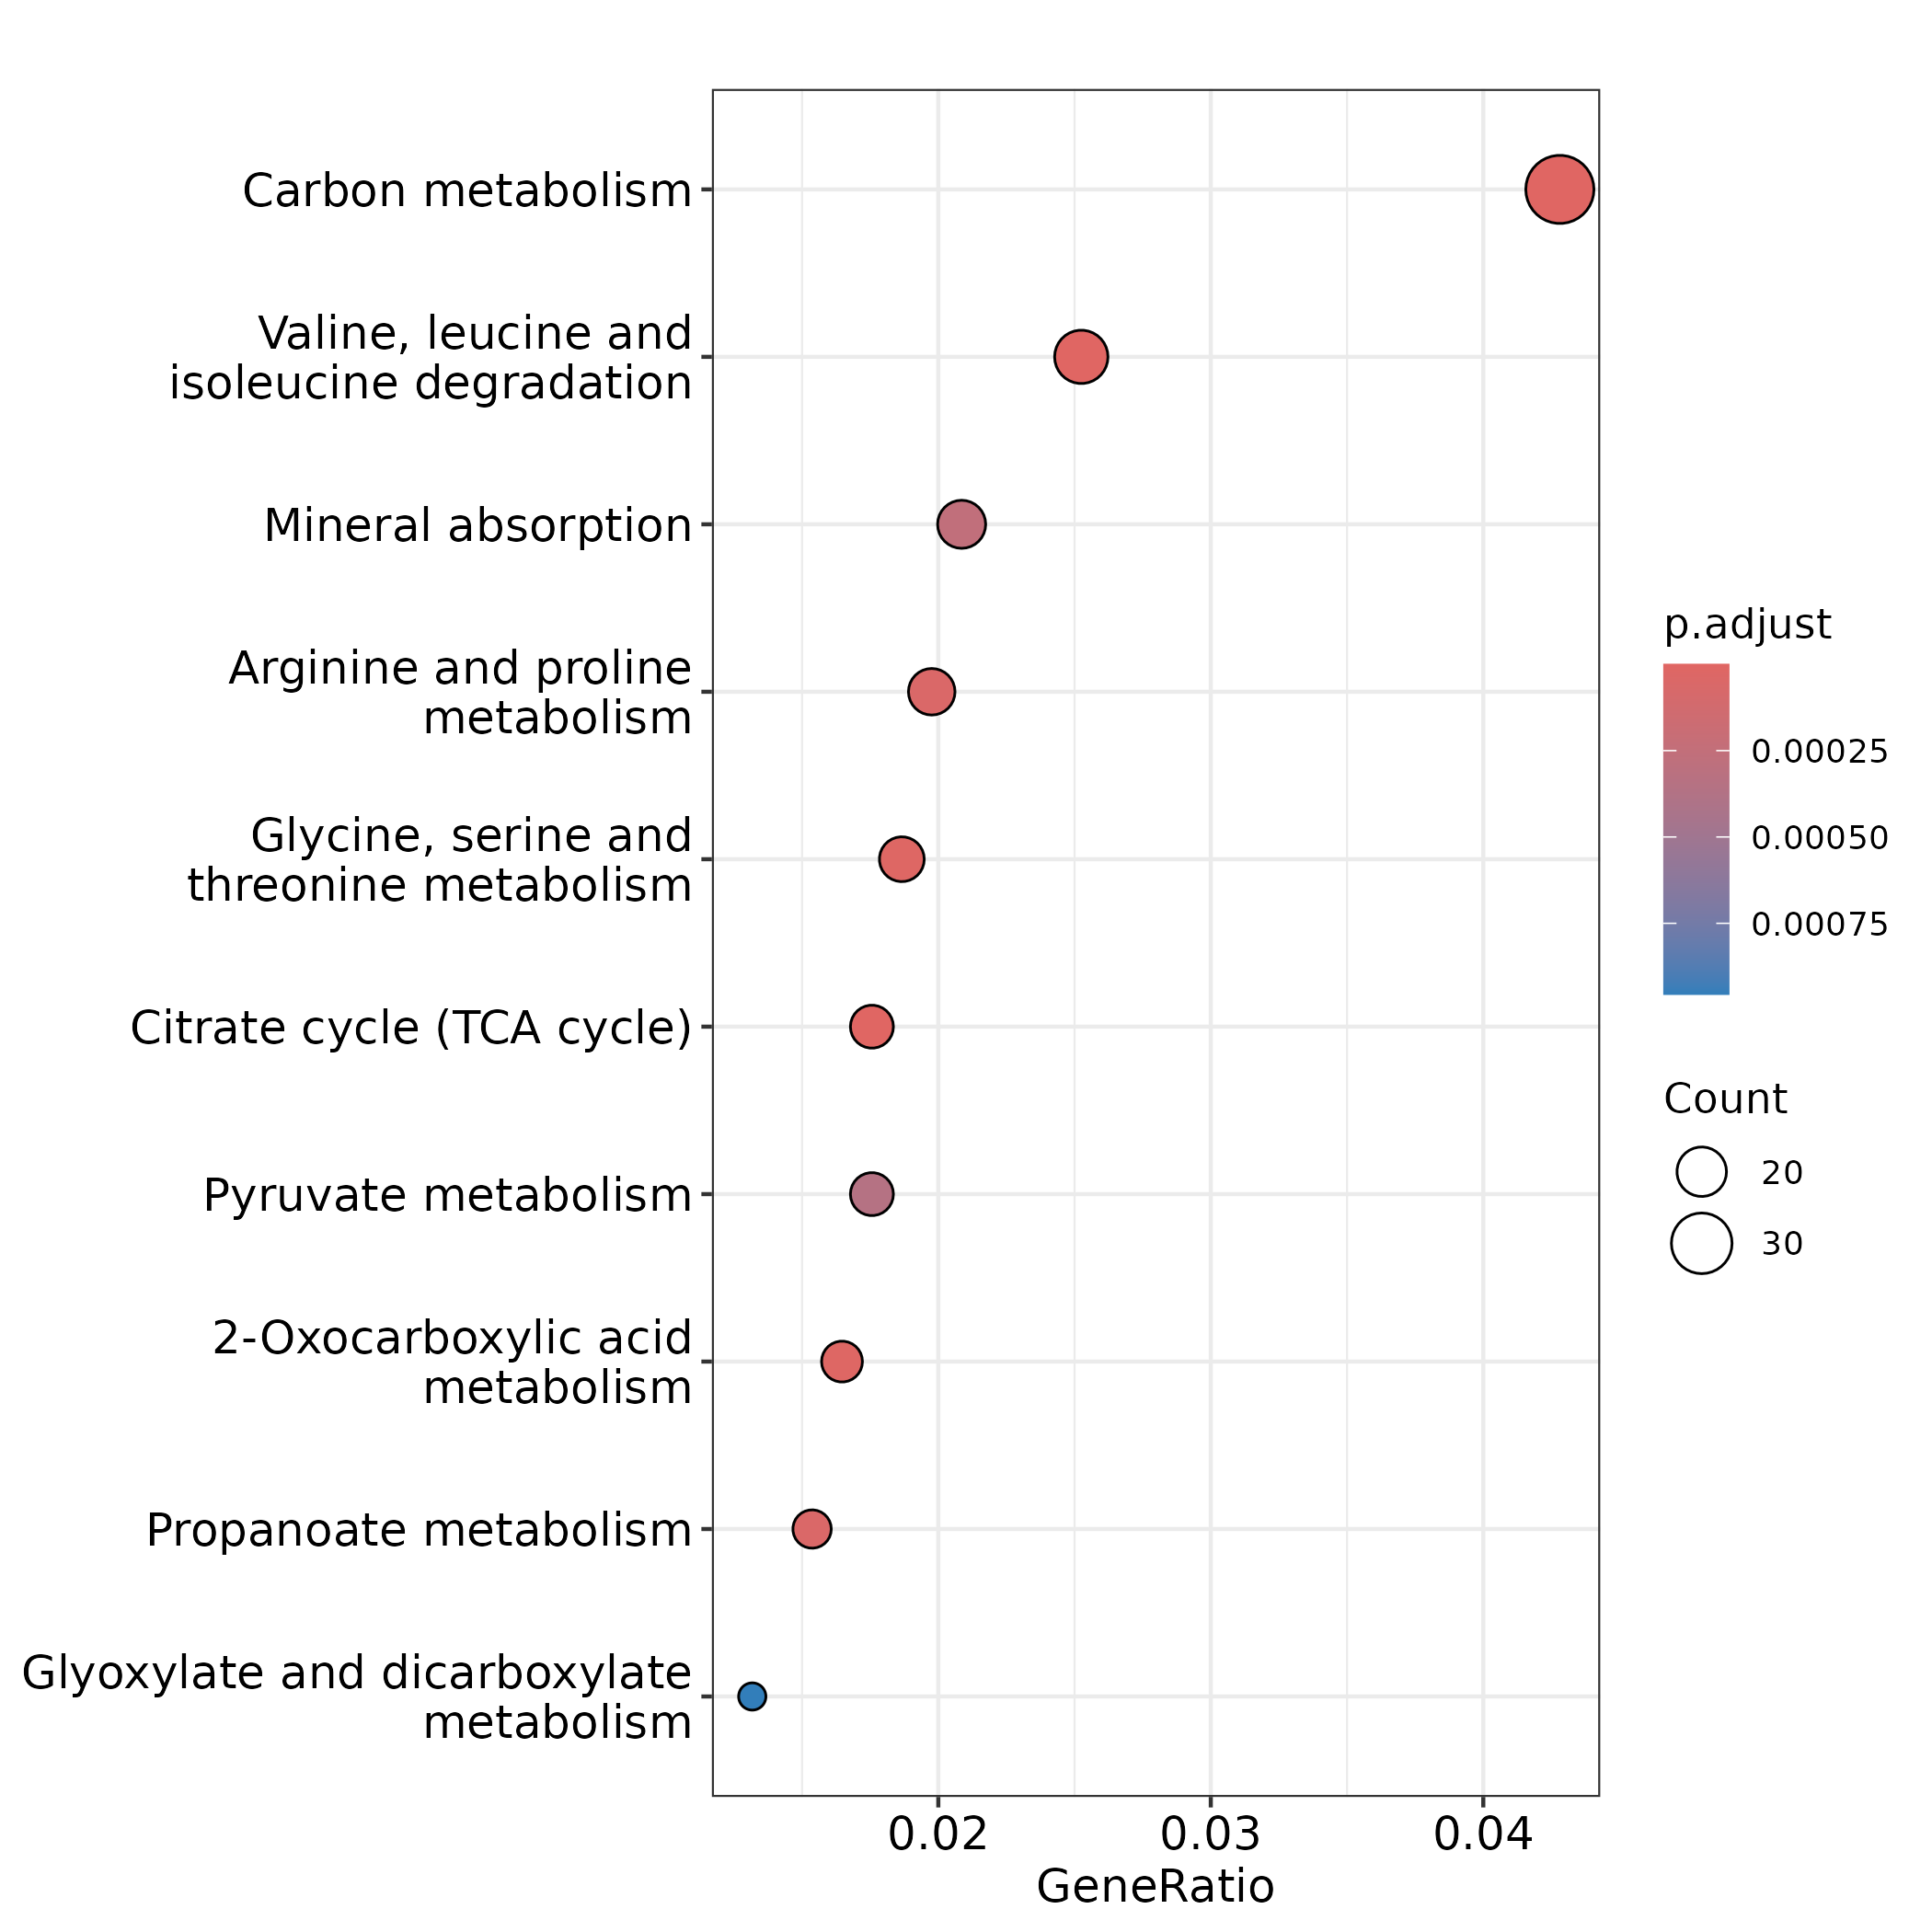 Carbon metabolism
Valine, leucine and
isoleucine degradation
Mineral absorption
Arginine and proline
metabolism
Glycine, serine and
threonine metabolism
Citrate cycle (TCA cycle)
Pyruvate metabolism
2-Oxocarboxylic acid
metabolism
Propanoate metabolism
Glyoxylate and dicarboxylate
metabolism
0.02 0.03 0.04
GeneRatio
p.adjust
0.00025
0.00050
0.00075
Count
20
30